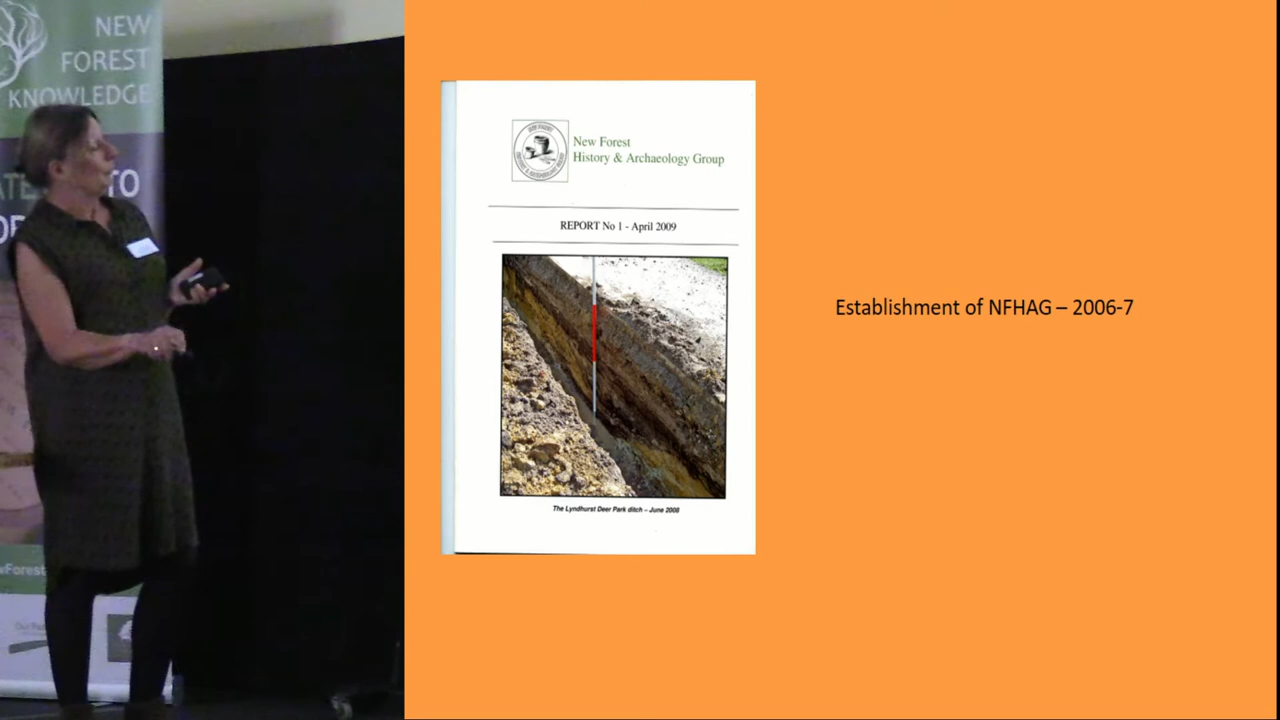 NEW
FOREST
KNOWLEDGE
TO
New Forest
History & Archaeology Group
REPORT No 1 - April 2009
The Lyndhurst Deer Park ditch – June 2008
Establishment of NFHAG – 2006-7